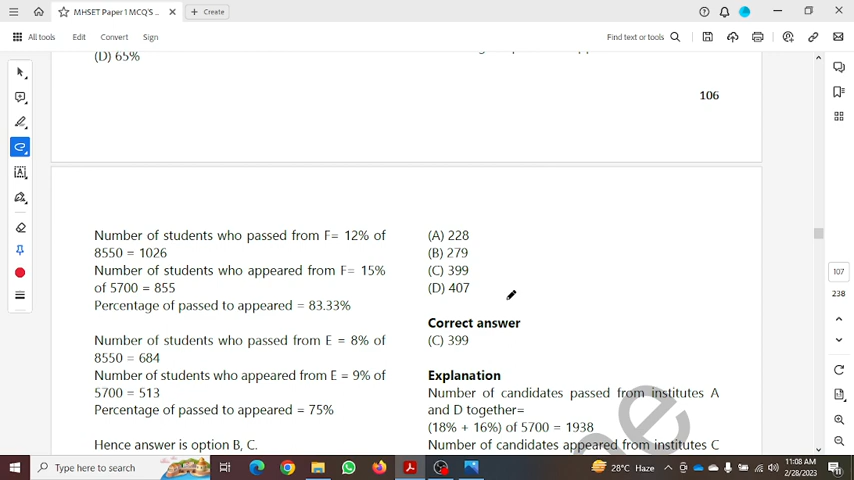 MHSET Paper 1 MCQ'S ...
Create
All tools
Edit
Convert
Sign
Find text or tools
(D) 65%
106
Number of students who passed from F= 12% of
8550 = 1026
Number of students who appeared from F= 15%
of 5700 = 855
Percentage of passed to appeared = 83.33%
Number of students who passed from E = 8% of
8550 = 684
Number of students who appeared from E = 9% of
5700 = 513
Percentage of passed to appeared = 75%
Hence answer is option B, C.
(A) 228
(B) 279
(C) 399
(D) 407
Correct answer
(C) 399
Explanation
Number of candidates passed from institutes A
and D together=
(18% + 16%) of 5700 = 1938
Number of candidates appeared from institutes C
107
238
Type here to search
28°C Haze
11:08 AM
2/28/2023